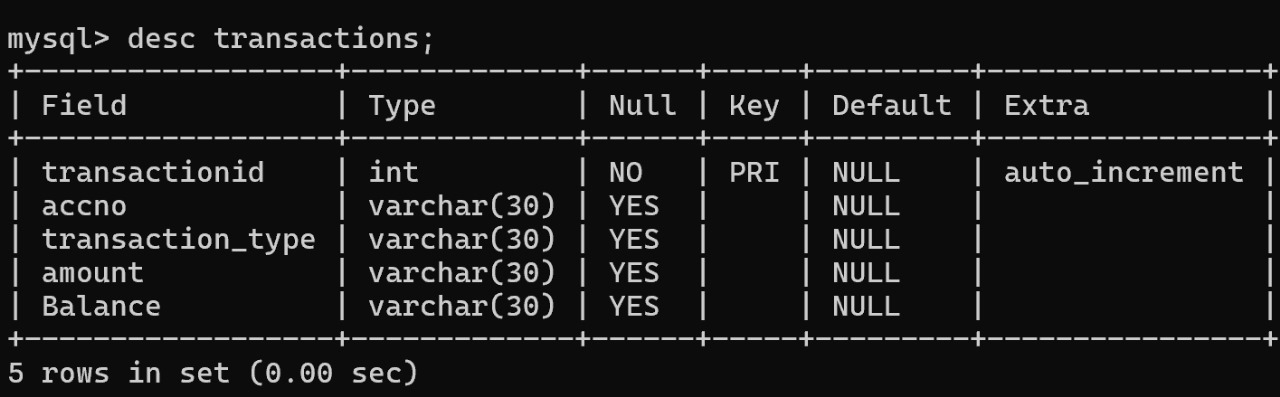 mysql> desc transactions;
+------------------+-------------+------+-----+---------+----------------+
| Field            | Type        | Null | Key | Default | Extra          |
+------------------+-------------+------+-----+---------+----------------+
| transactionid    | int         | NO   | PRI | NULL    | auto_increment |
| accno            | varchar(30) | YES  |     | NULL    |                |
| transaction_type | varchar(30) | YES  |     | NULL    |                |
| amount           | varchar(30) | YES  |     | NULL    |                |
| Balance          | varchar(30) | YES  |     | NULL    |                |
+------------------+-------------+------+-----+---------+----------------+
5 rows in set (0.00 sec)